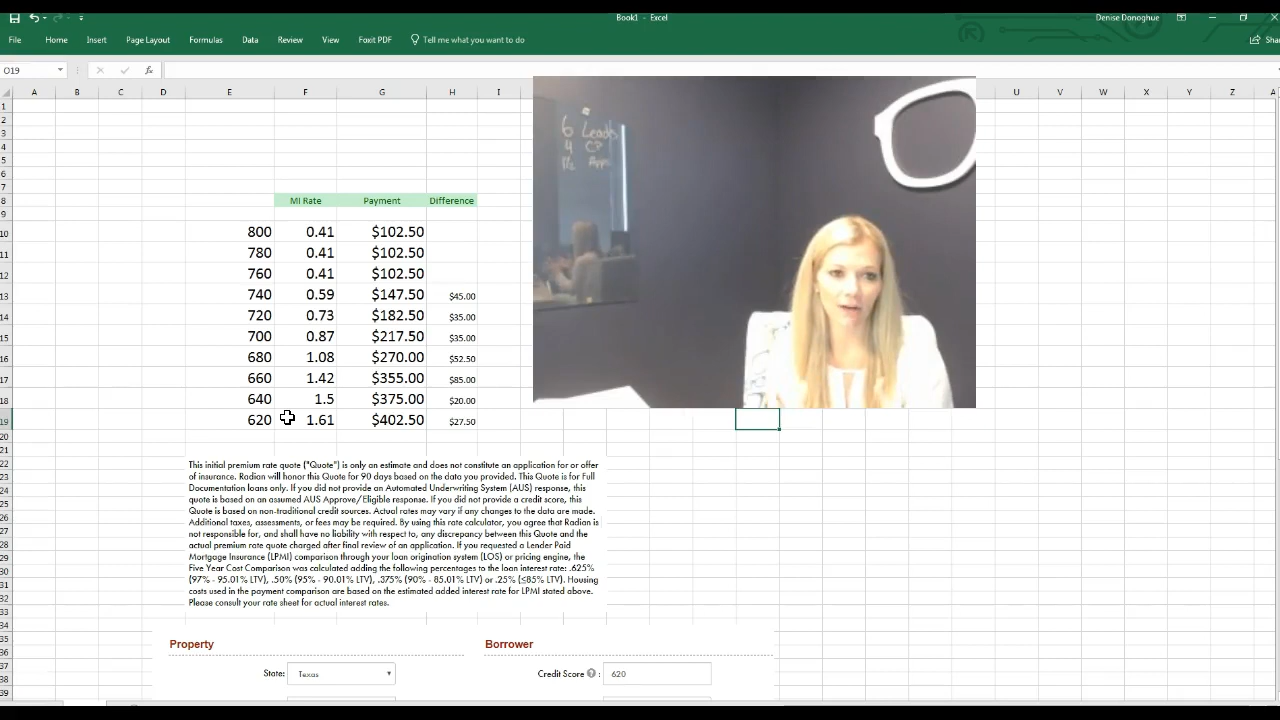 Book1 - Excel
Denise Donoghue
File Home Insert Page Layout Formulas Data Review View Foxit PDF Tell me what you want to do
O19 fx
A B C D E F G H I U V W X Y Z
MI Rate Payment Difference
800 0.41 $102.50
780 0.41 $102.50
760 0.41 $102.50
740 0.59 $147.50 $45.00
720 0.73 $182.50 $35.00
700 0.87 $217.50 $35.00
680 1.08 $270.00 $52.50
660 1.42 $355.00 $85.00
640 1.5 $375.00 $20.00
620 1.61 $402.50 $27.50
6 Leads
4 CP
This initial premium rate quote ("Quote") is only an estimate and does not constitute an application for or offer
of insurance. Radian will honor this Quote for 90 days based on the data you provided. This Quote is for Full
Documentation loans only. If you did not provide an Automated Underwriting System (AUS) response, this
quote is based on an assumed AUS Approve/Eligible response. If you did not provide a credit score, this
Quote is based on non-traditional credit sources. Actual rates may vary if any changes to the data are made.
Additional taxes, assessments, or fees may be required. By using this rate calculator, you agree that Radian is
not responsible for, and shall have no liability with respect to, any discrepancy between this Quote and the
actual premium rate quote charged after final review of an application. If you requested a Lender Paid
Mortgage Insurance (LPMI) comparison through your loan origination system (LOS) or pricing engine, the
Five Year Cost Comparison was calculated adding the following percentages to the loan interest rate: .625%
(97% - 95.01% LTV), .50% (95% - 90.01% LTV), .375% (90% - 85.01% LTV) or .25% (≤85% LTV). Housing
costs used in the payment comparison are based on the estimated added interest rate for LPMI stated above.
Please consult your rate sheet for actual interest rates.
Property Borrower
State: Texas Credit Score ? : 620